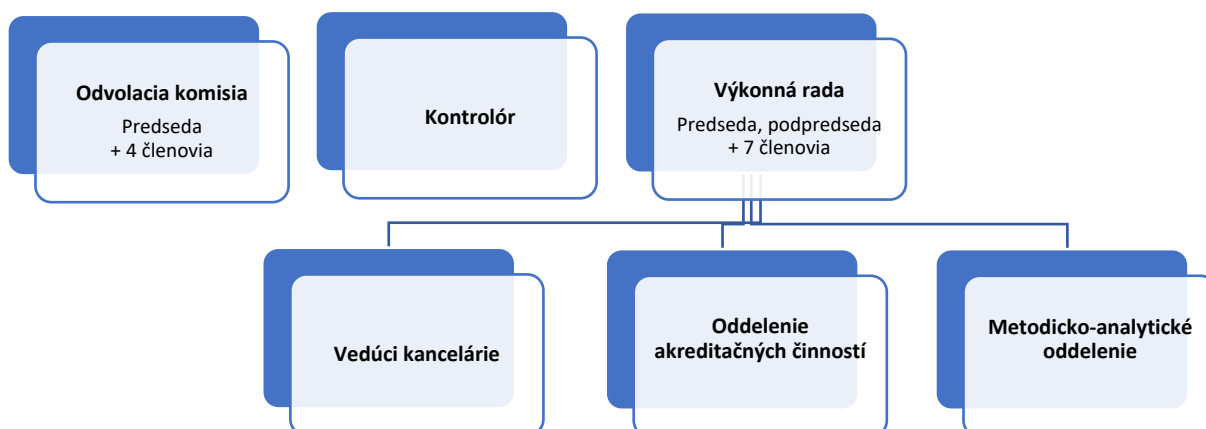 Odvolacia komisia
Predseda
+ 4 členovia
Kontrolór
Výkonná rada
Predseda, podpredseda
+ 7 členovia
Vedúci kancelárie
Oddelenie
akreditačných činností
Metodicko-analytické
oddelenie